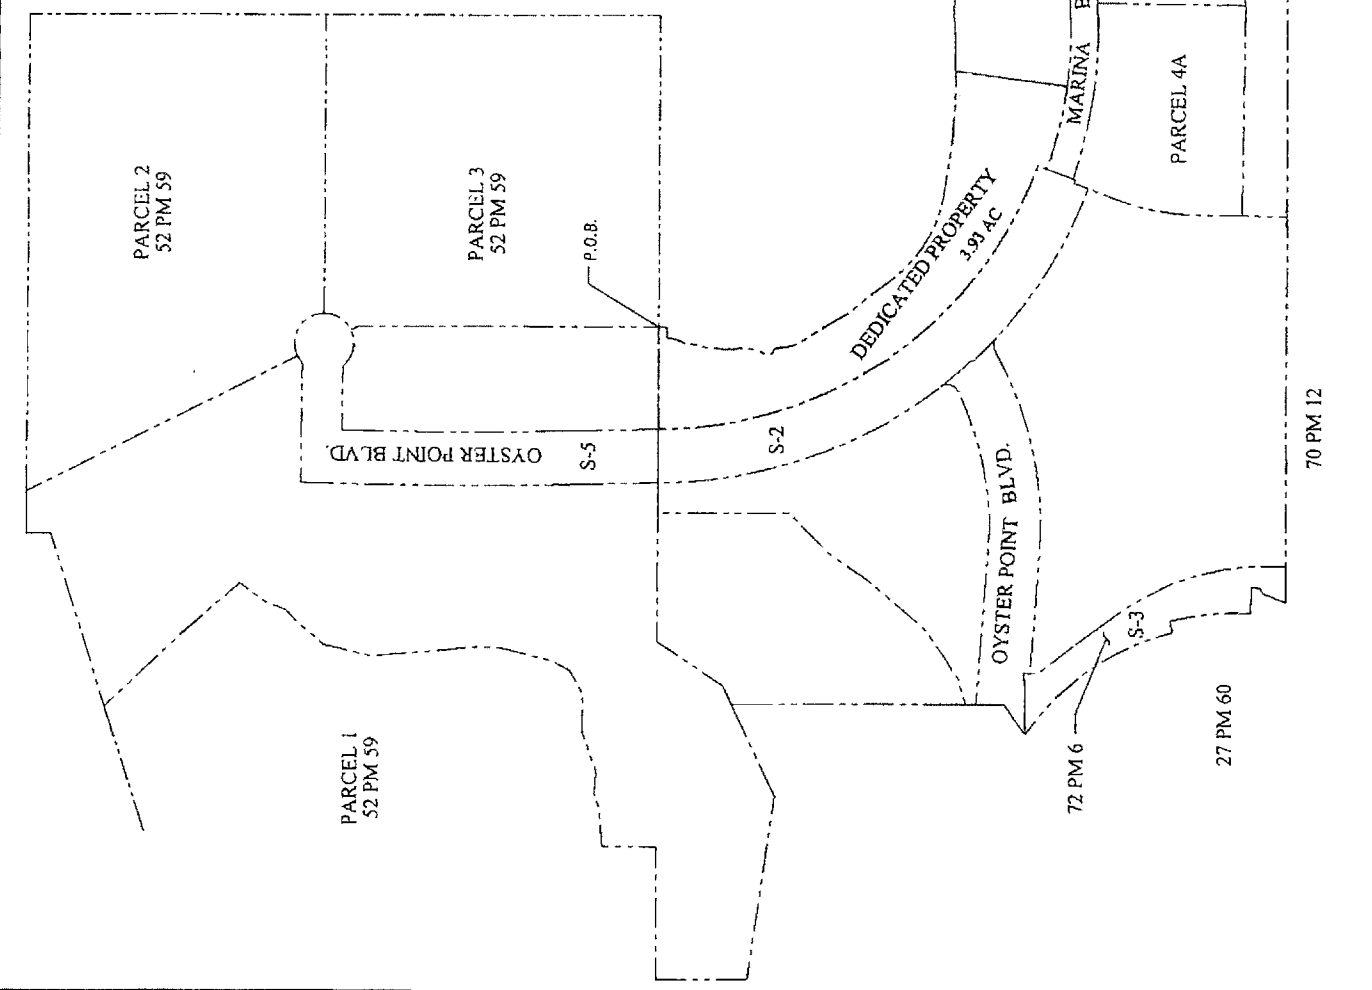 PARCEL 2
52 PM 59
PARCEL 3
52 PM 59
P.O.B.
MARINA
PARCEL 4A
DEDICATED PROPERTY
3.93 AC
OYSTER POINT BLVD.
S-5
S-2
OYSTER POINT BLVD.
70 PM 12
S-3
PARCEL 1
52 PM 59
72 PM 6
27 PM 60